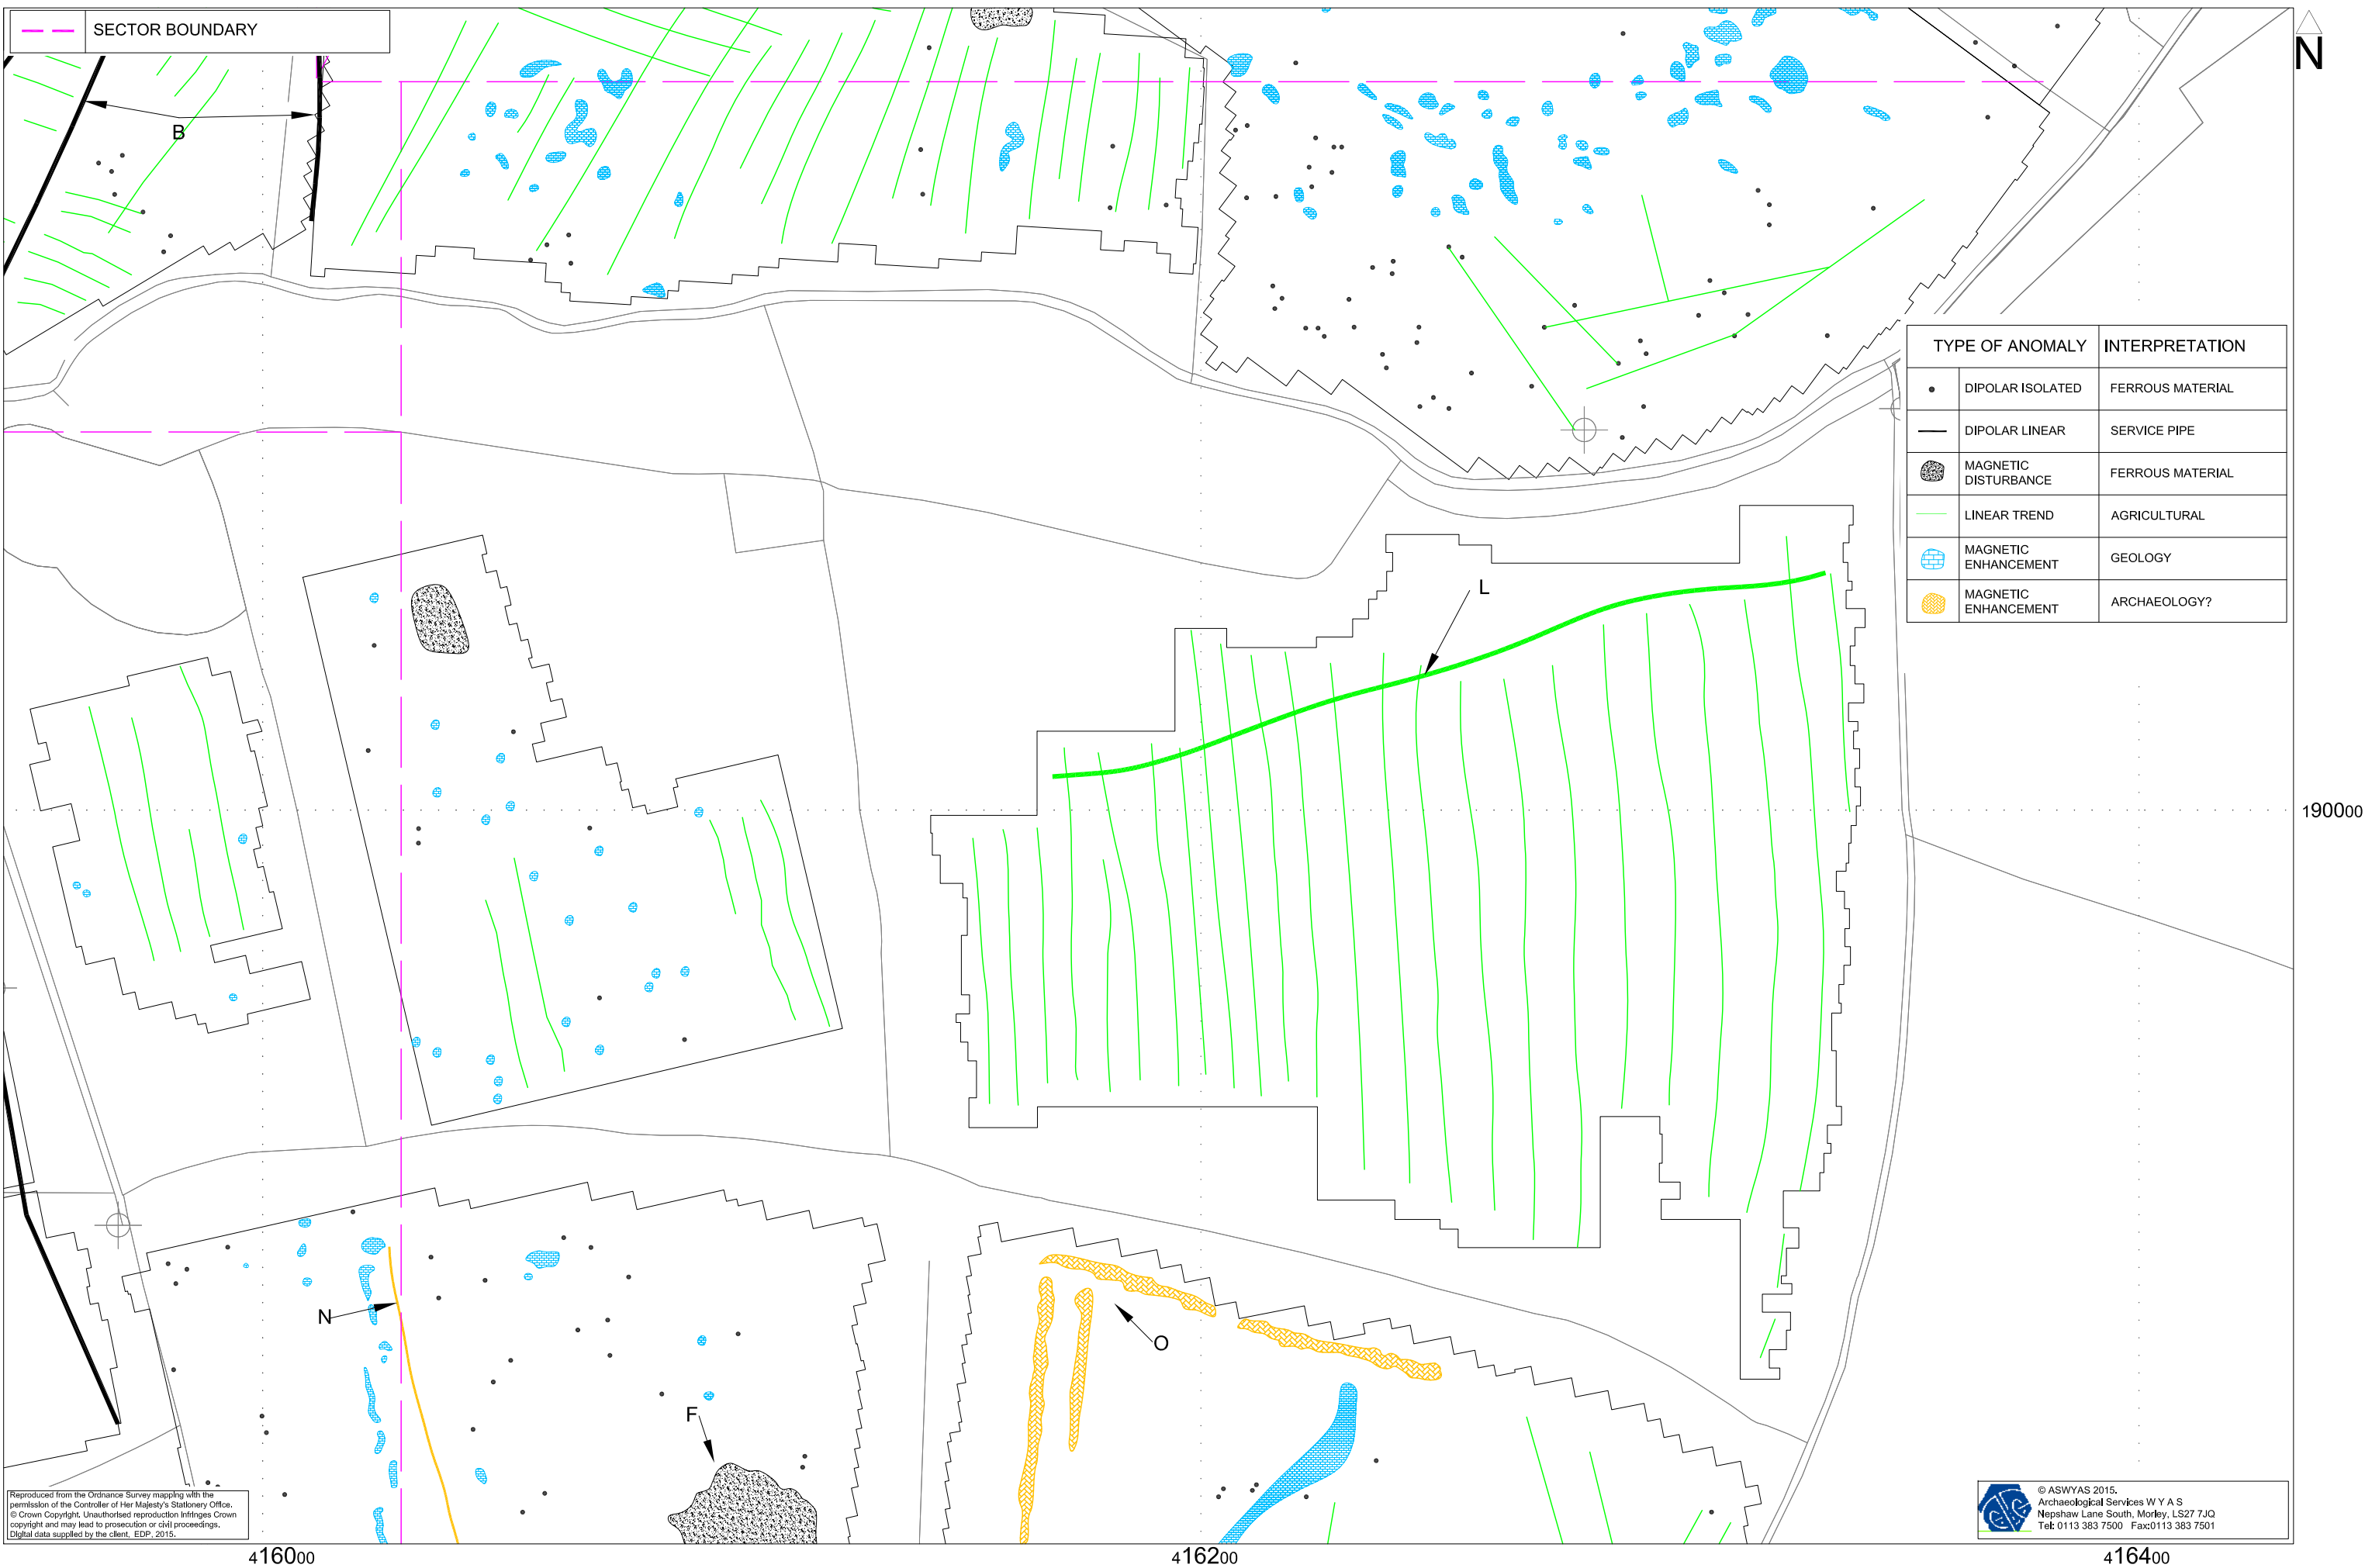 SECTOR BOUNDARY
N
B
TYPE OF ANOMALY INTERPRETATION
DIPOLAR ISOLATED FERROUS MATERIAL
DIPOLAR LINEAR SERVICE PIPE
MAGNETIC
DISTURBANCE
FERROUS MATERIAL
LINEAR TREND AGRICULTURAL
MAGNETIC
ENHANCEMENT
GEOLOGY
MAGNETIC
ENHANCEMENT
ARCHAEOLOGY?
L
190000
N
O
F
Reproduced from the Ordnance Survey mapping with the
permission of the Controller of Her Majesty's Stationery Office.
© Crown Copyright. Unauthorised reproduction infringes Crown
copyright and may lead to prosecution or civil proceedings.
Digital data supplied by the client, EDP, 2015.
© ASWYAS 2015.
Archaeological Services W Y A S
Nepshaw Lane South, Morley, LS27 7JQ
Tel: 0113 383 7500 Fax:0113 383 7501
416000
416200
416400